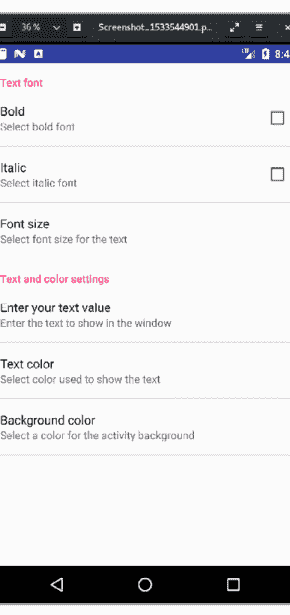 36 %
Screenshot...1533544901.p...
8:4
Text font
Bold
Select bold font
Italic
Select italic font
Font size
Select font size for the text
Text and color settings
Enter your text value
Enter the text to show in the window
Text color
Select color used to show the text
Background color
Select a color for the activity background